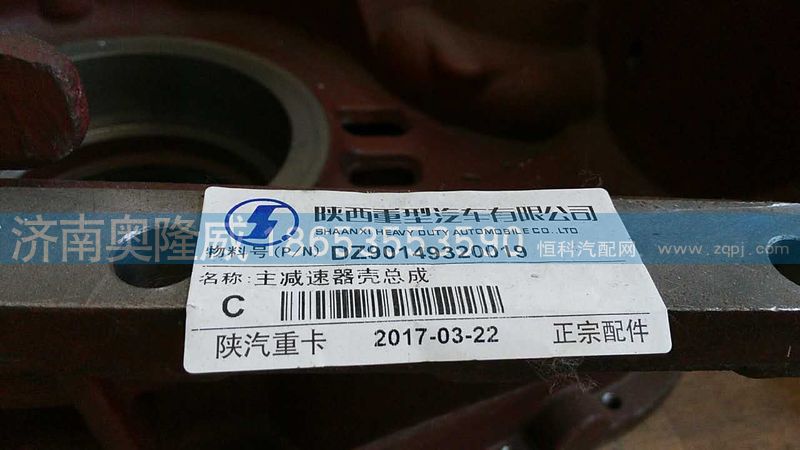 陕西重型汽车有限公司
SHAANXI HEAVY DUTY AUTOMOBILE CO.,LTD
济南奥隆威 18653553590
恒科汽配网 www.zqpj.com
物料号(P/N) DZ90149320019
名称:主减速器壳总成
C
陕汽重卡 2017-03-22 正宗配件